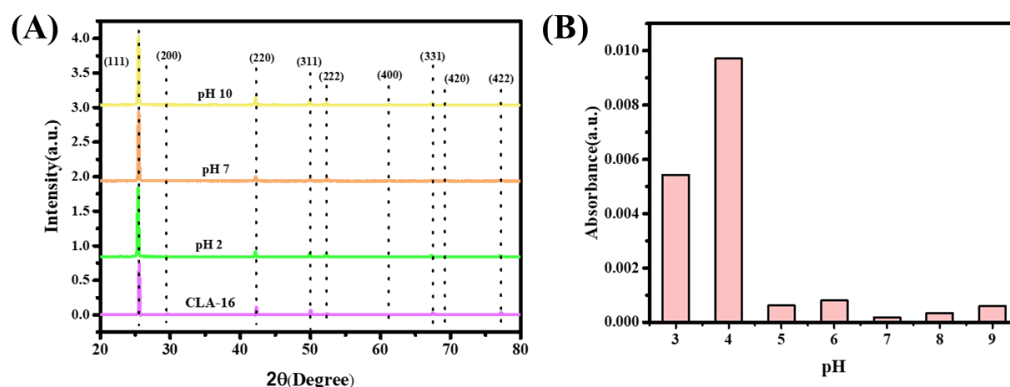 (A)
4.0
3.5
3.0
2.5
2.0
1.5
1.0
0.5
0.0
Intensity(a.u.)
(111)
(200)
(220)
(311)
(222)
(400)
(331)
(420)
(422)
pH 10
pH 7
pH 2
CLA-16
20 30 40 50 60 70 80
2θ(Degree)
(B)
0.010
0.008
0.006
0.004
0.002
0.000
Absorbance(a.u.)
3 4 5 6 7 8 9
pH